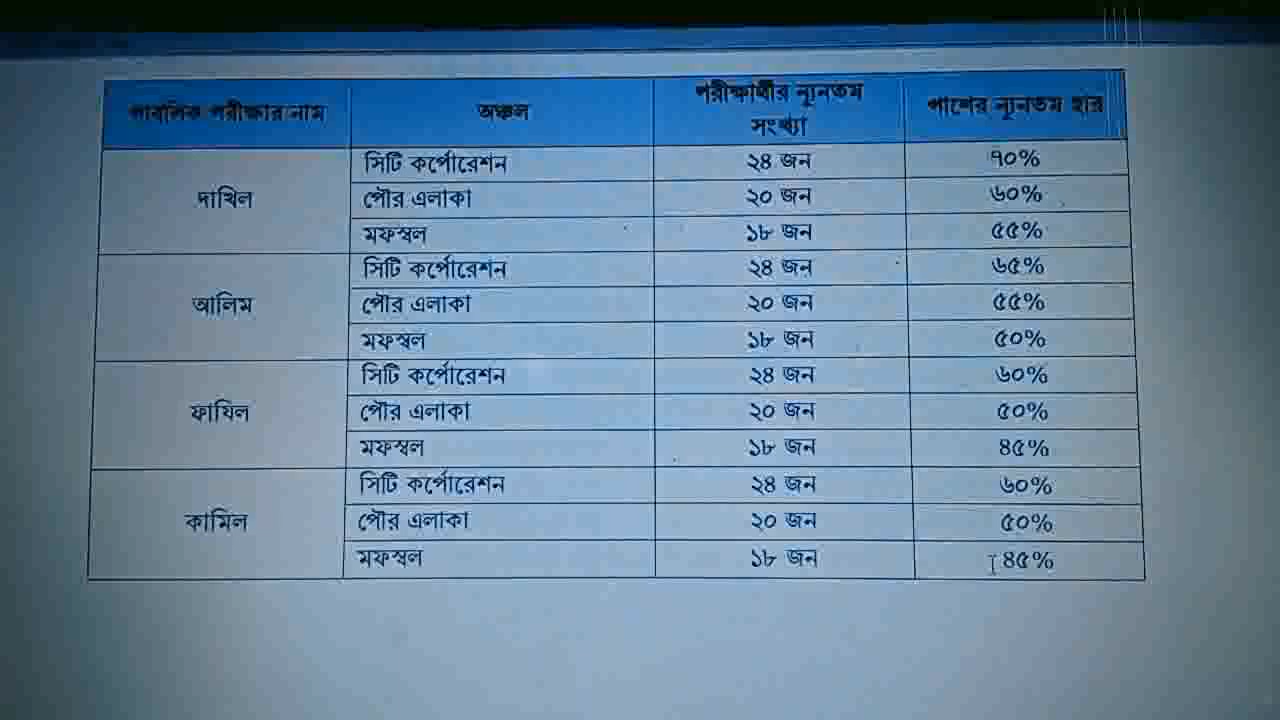 পাবলিক পরীক্ষার নাম অঞ্চল পরীক্ষার্থীর ন্যূনতম সংখ্যা পাশের ন্যূনতম হার
দাখিল সিটি কর্পোরেশন ২৪ জন ৭০%
পৌর এলাকা ২০ জন ৬০%
মফস্বল ১৮ জন ৫৫%
আলিম সিটি কর্পোরেশন ২৪ জন ৬৫%
পৌর এলাকা ২০ জন ৫৫%
মফস্বল ১৮ জন ৫০%
ফাযিল সিটি কর্পোরেশন ২৪ জন ৬০%
পৌর এলাকা ২০ জন ৫০%
মফস্বল ১৮ জন ৪৫%
কামিল সিটি কর্পোরেশন ২৪ জন ৬০%
পৌর এলাকা ২০ জন ৫০%
মফস্বল ১৮ জন ৪৫%